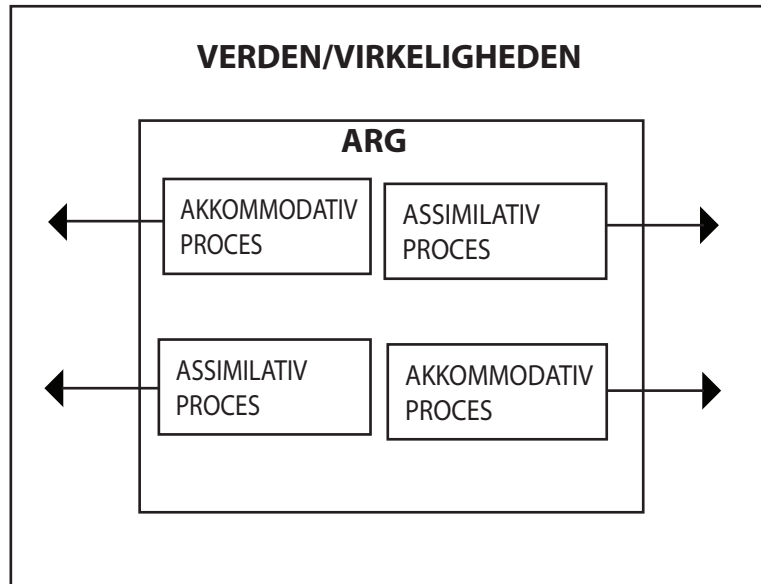 VERDEN/VIRKELIGHEDEN
ARG
AKKOMMODATIV
PROCES
ASSIMILATIV
PROCES
ASSIMILATIV
PROCES
AKKOMMODATIV
PROCES